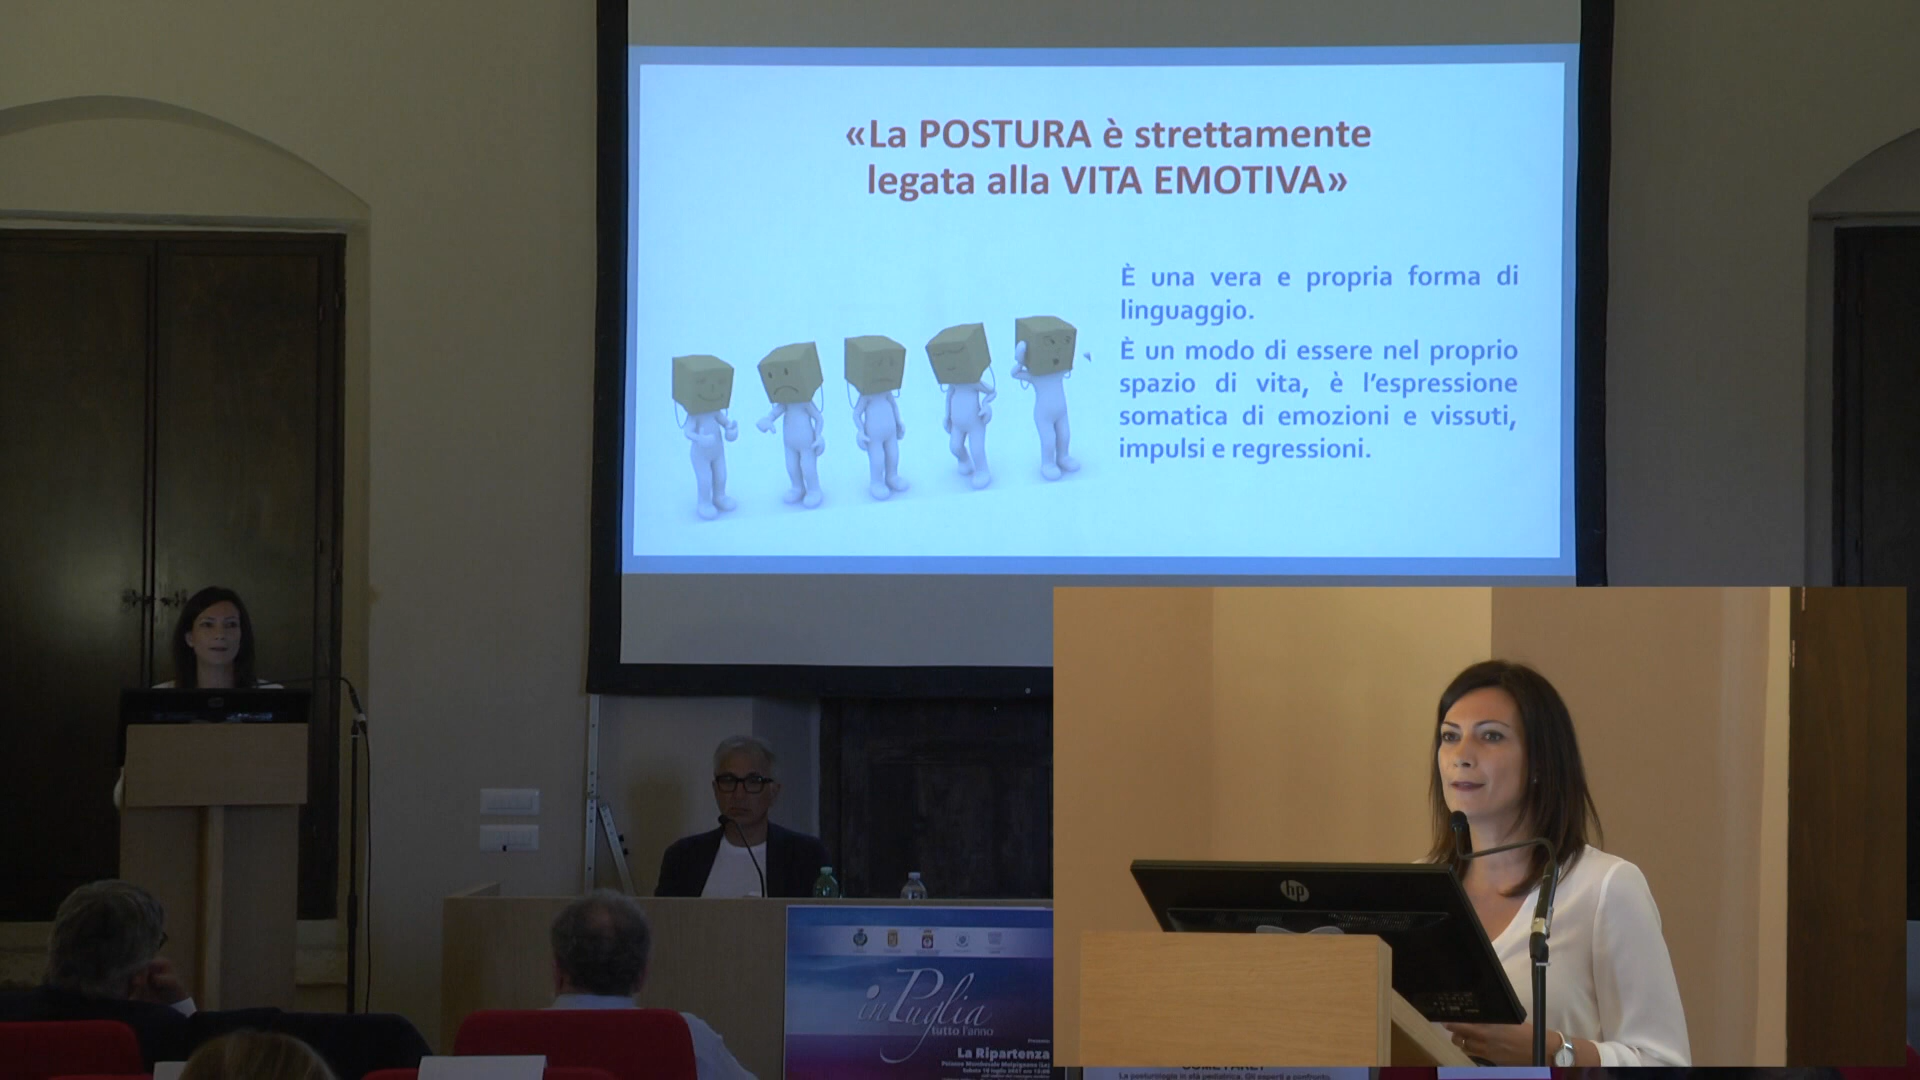 «La POSTURA è strettamente
legata alla VITA EMOTIVA»
È una vera e propria forma di
linguaggio.
È un modo di essere nel proprio
spazio di vita, è l'espressione
somatica di emozioni e vissuti,
impulsi e regressioni.
hp
in Puglia
tutto l'anno
La Ripartenza